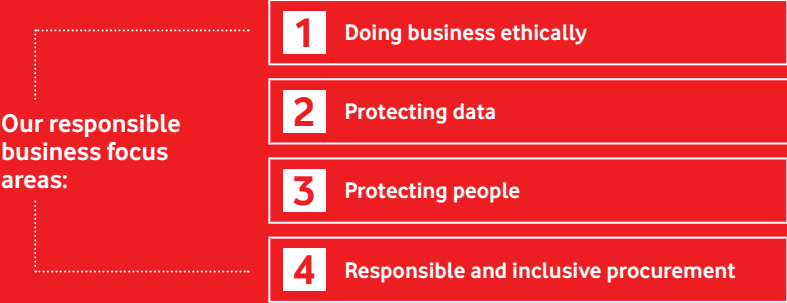 Our responsible
business focus
areas:
1 Doing business ethically
2 Protecting data
3 Protecting people
4 Responsible and inclusive procurement